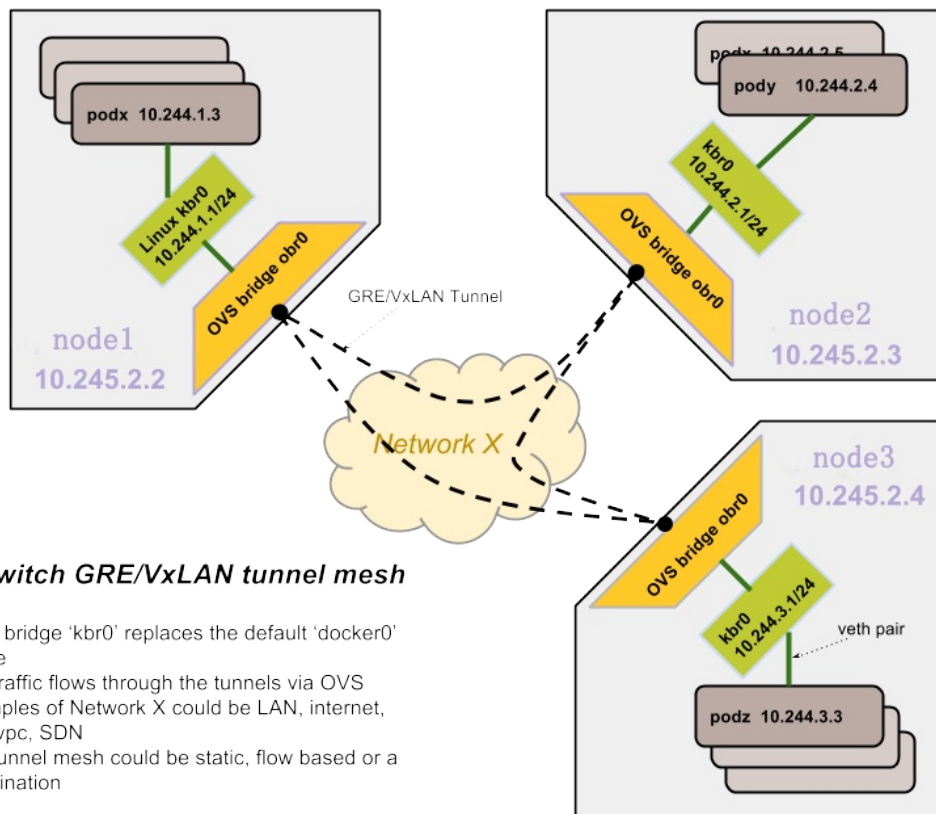 podx 10.244.1.3
Linux kbr0
10.244.1.1/24
OVS bridge obr0
node1
10.245.2.2
podx 10.244.2.5
pody 10.244.2.4
kbr0
10.244.2.1/24
OVS bridge obr0
node2
10.245.2.3
GRE/VxLAN Tunnel
Network X
node3
10.245.2.4
OVS bridge obr0
kbr0
10.244.3.1/24
veth pair
podz 10.244.3.3
witch GRE/VxLAN tunnel mesh
bridge ‘kbr0’ replaces the default ‘docker0’
e
raffic flows through the tunnels via OVS
ples of Network X could be LAN, internet,
vpc, SDN
unnel mesh could be static, flow based or a
ination